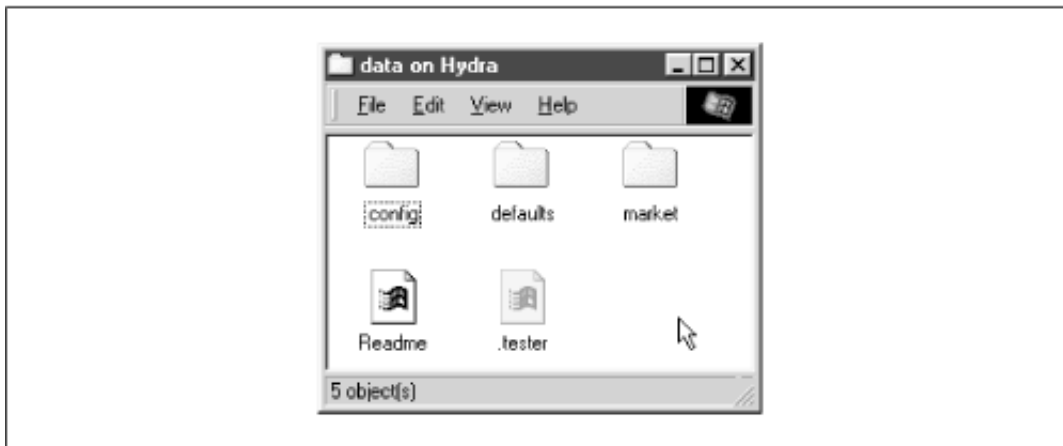 data on Hydra
File Edit View Help
config defaults market
Readme .tester
5 object(s)